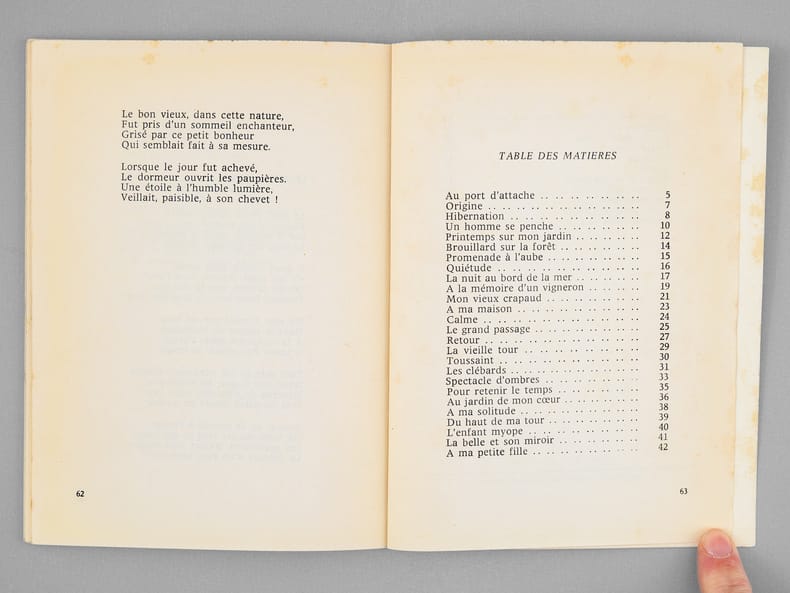 Le bon vieux, dans cette nature,
Fut pris d'un sommeil enchanteur,
Grisé par ce petit bonheur
Qui semblait fait à sa mesure.
Lorsque le jour fut achevé,
Le dormeur ouvrit les paupières.
Une étoile à l'humble lumière,
Veillait, paisible, à son chevet !
62
TABLE DES MATIERES
Au port d'attache .. .. .. .. .. .. 5
Origine .. .. .. .. .. .. .. .. 7
Hibernation .. .. .. .. .. .. .. 8
Un homme se penche .. .. .. .. .. 10
Printemps sur mon jardin .. .. .. .. 12
Brouillard sur la forêt .. .. .. .. .. 14
Promenade à l'aube .. .. .. .. .. 15
Quiétude .. .. .. .. .. .. .. .. 16
La nuit au bord de la mer .. .. .. .. 17
A la mémoire d'un vigneron .. .. .. 19
Mon vieux crapaud .. .. .. .. .. 21
A ma maison .. .. .. .. .. .. .. 23
Calme .. .. .. .. .. .. .. .. .. 24
Le grand passage .. .. .. .. .. .. 25
Retour .. .. .. .. .. .. .. .. 27
La vieille tour .. .. .. .. .. .. .. 29
Toussaint .. .. .. .. .. .. .. .. 30
Les clébards .. .. .. .. .. .. .. 31
Spectacle d'ombres .. .. .. .. .. 33
Pour retenir le temps .. .. .. .. .. 35
Au jardin de mon cœur .. .. .. .. 36
A ma solitude .. .. .. .. .. .. .. 38
Du haut de ma tour .. .. .. .. .. 39
L'enfant myope .. .. .. .. .. .. 40
La belle et son miroir .. .. .. .. .. 41
A ma petite fille .. .. .. .. .. .. 42
63